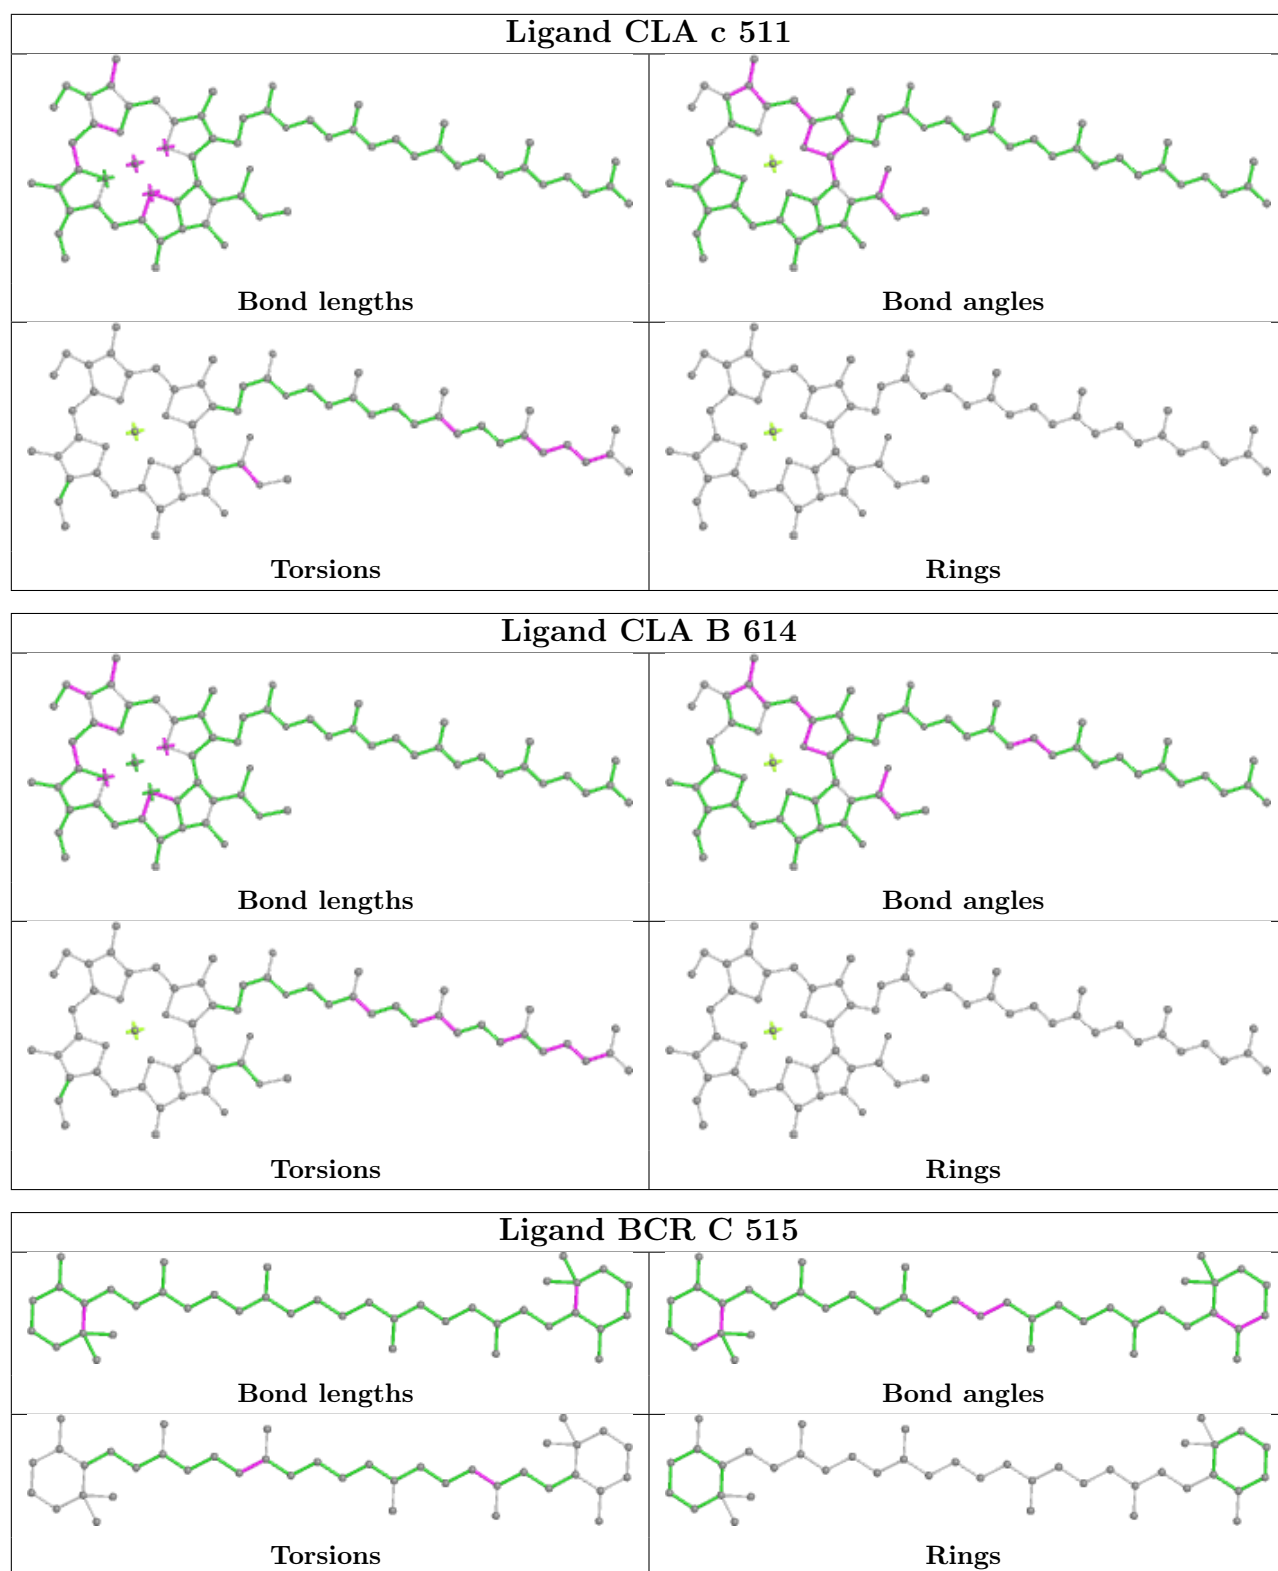 Ligand CLA c 511
Bond lengths
Bond angles
Torsions
Rings
Ligand CLA B 614
Bond lengths
Bond angles
Torsions
Rings
Ligand BCR C 515
Bond lengths
Bond angles
Torsions
Rings